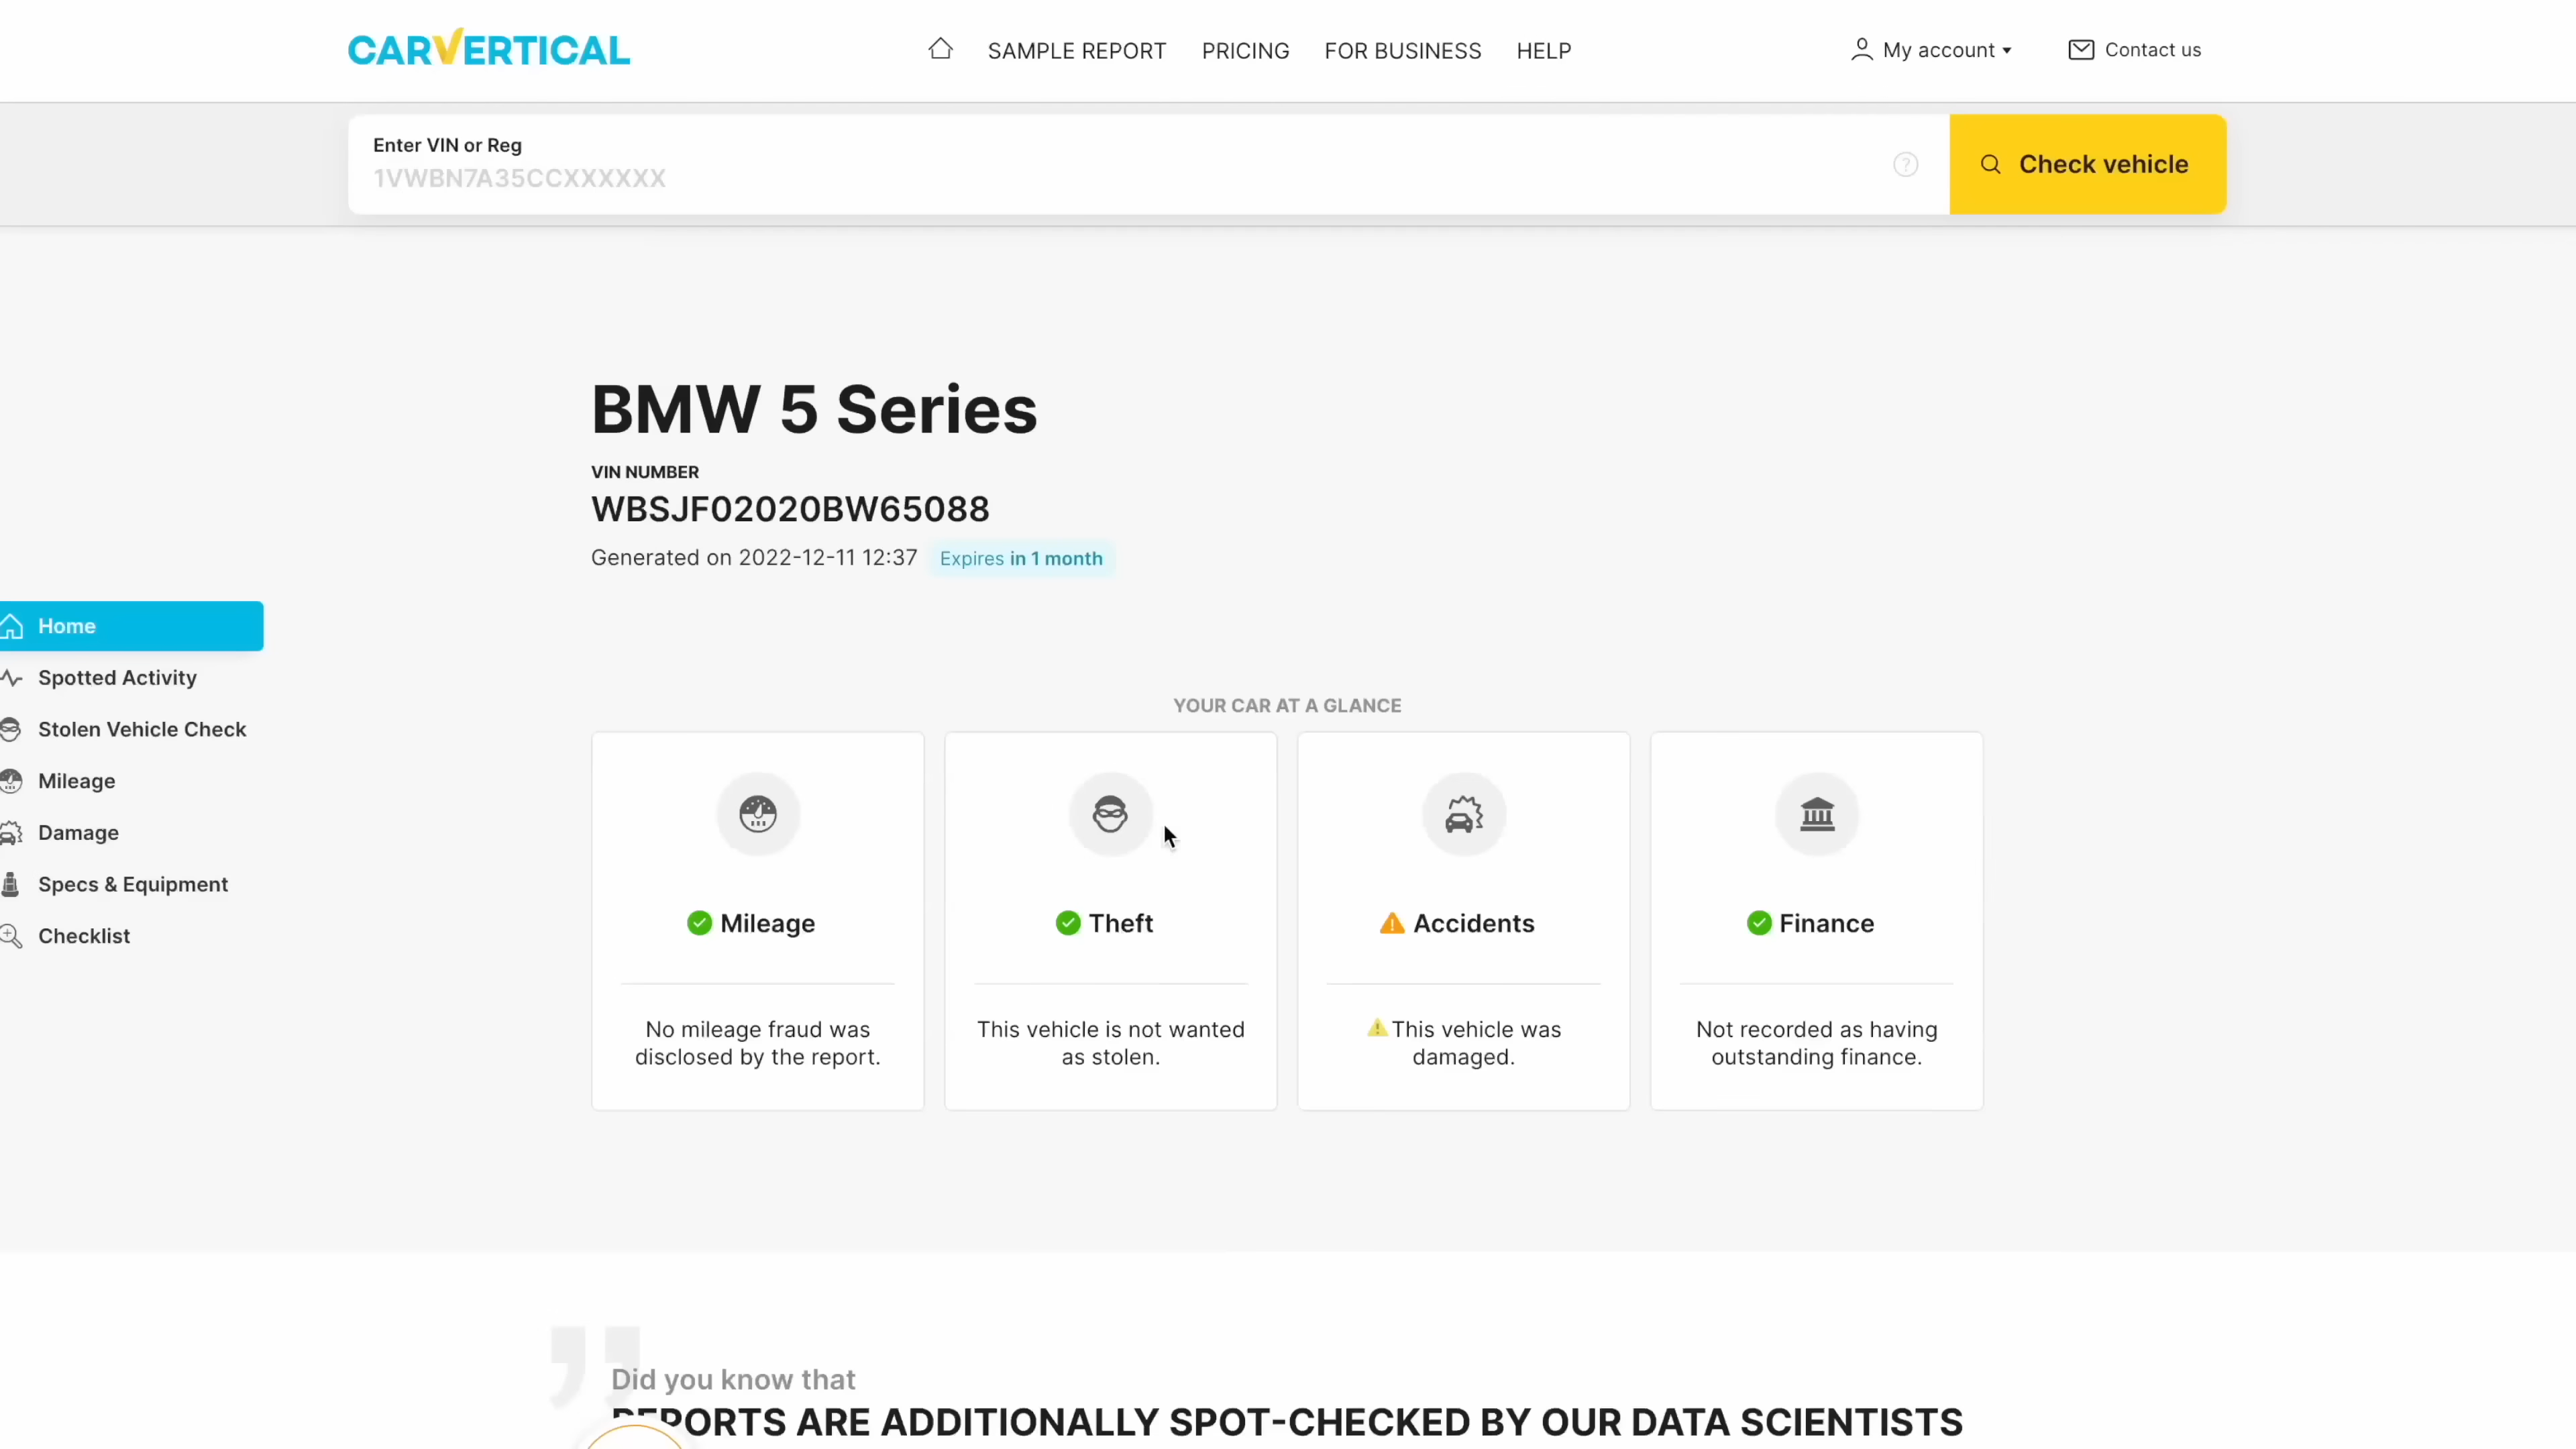 CARVERTICAL
SAMPLE REPORT
PRICING
FOR BUSINESS
HELP
My account
Contact us
Enter VIN or Reg
1VWBN7A35CCXXXXXX
?
Check vehicle
BMW 5 Series
VIN NUMBER
WBSJF02020BW65088
Generated on 2022-12-11 12:37
Expires in 1 month
Home
Spotted Activity
Stolen Vehicle Check
Mileage
Damage
Specs & Equipment
Checklist
YOUR CAR AT A GLANCE
Mileage
No mileage fraud was
disclosed by the report.
Theft
This vehicle is not wanted
as stolen.
Accidents
This vehicle was
damaged.
Finance
Not recorded as having
outstanding finance.
Did you know that
REPORTS ARE ADDITIONALLY SPOT-CHECKED BY OUR DATA SCIENTISTS